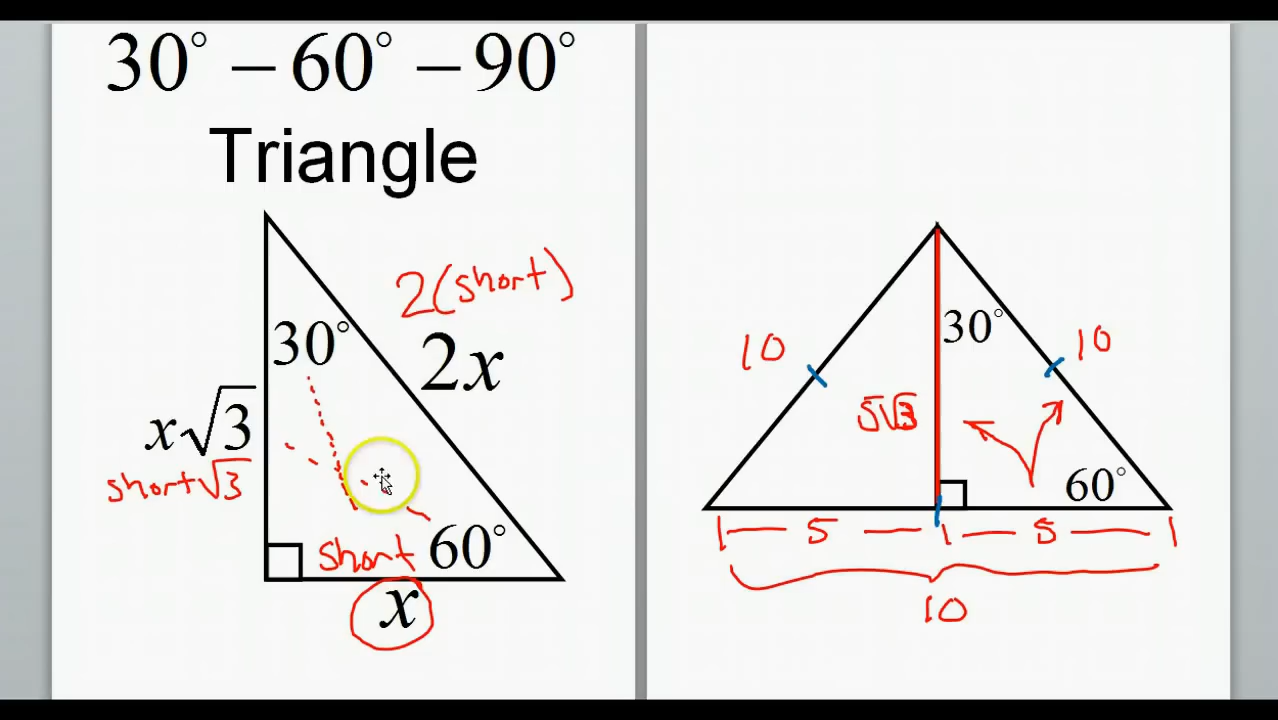 30° – 60° – 90°
Triangle
2(short)
30°
2x
x√3
short√3
short
60°
x
30°
10
10
5√3
60°
5
5
10